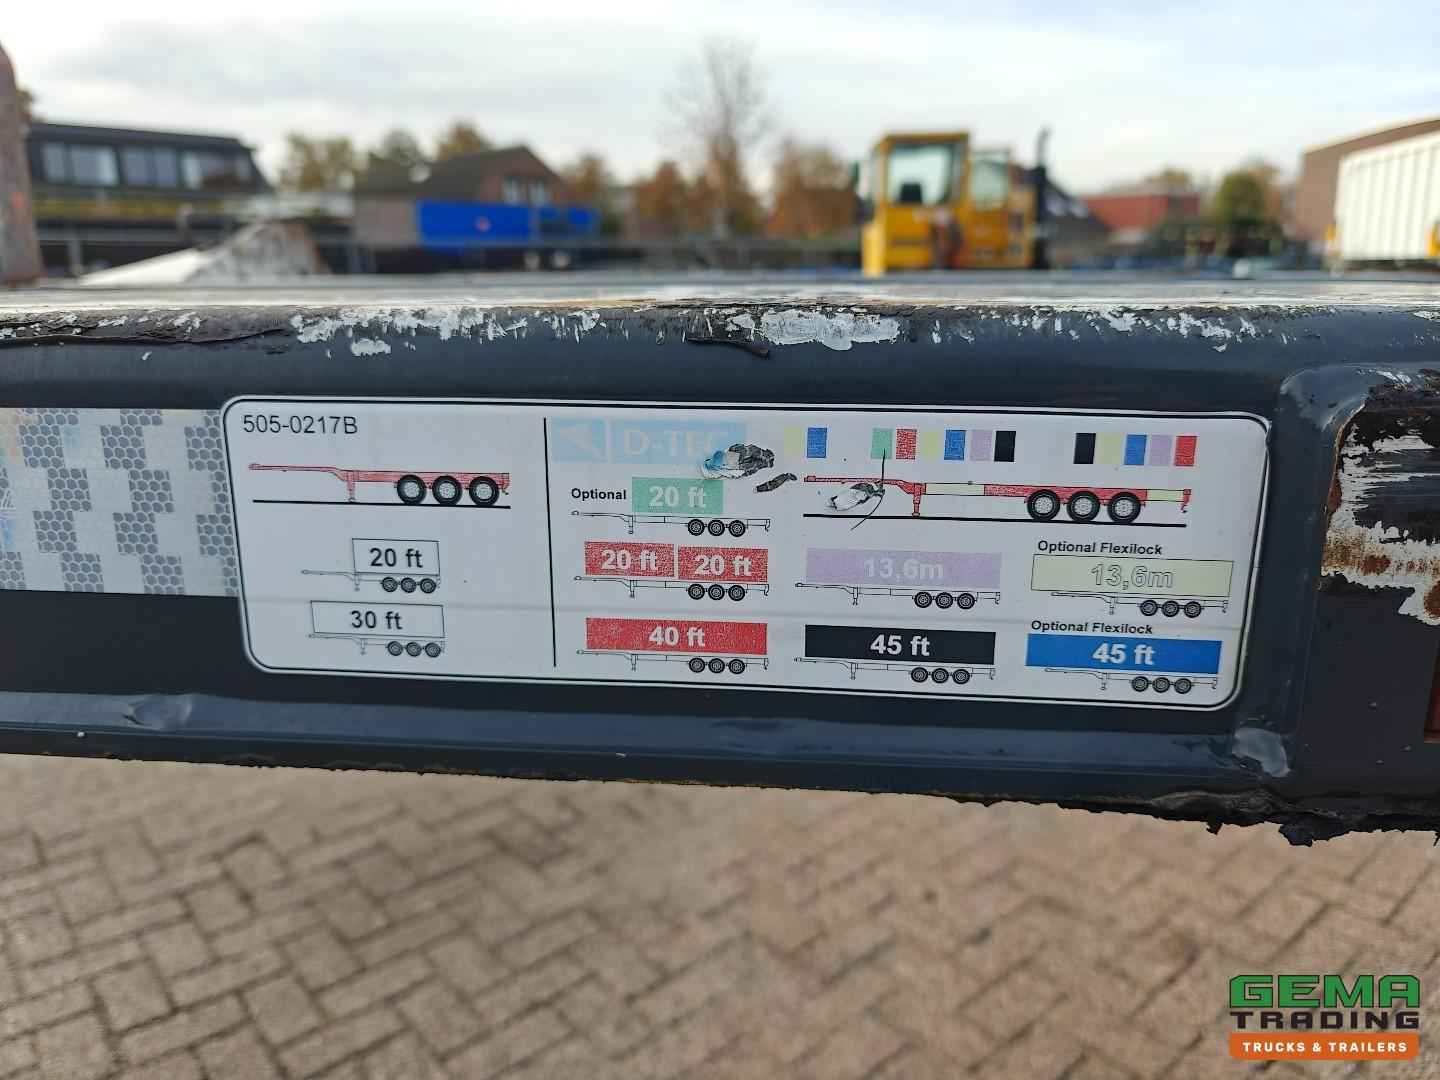 505-0217B
20 ft
30 ft
D-TEC
Optional 20 ft
20 ft 20 ft
40 ft
13,6m
45 ft
Optional Flexilock
13,6m
Optional Flexilock
45 ft
GEMA
TRADING
TRUCKS & TRAILERS